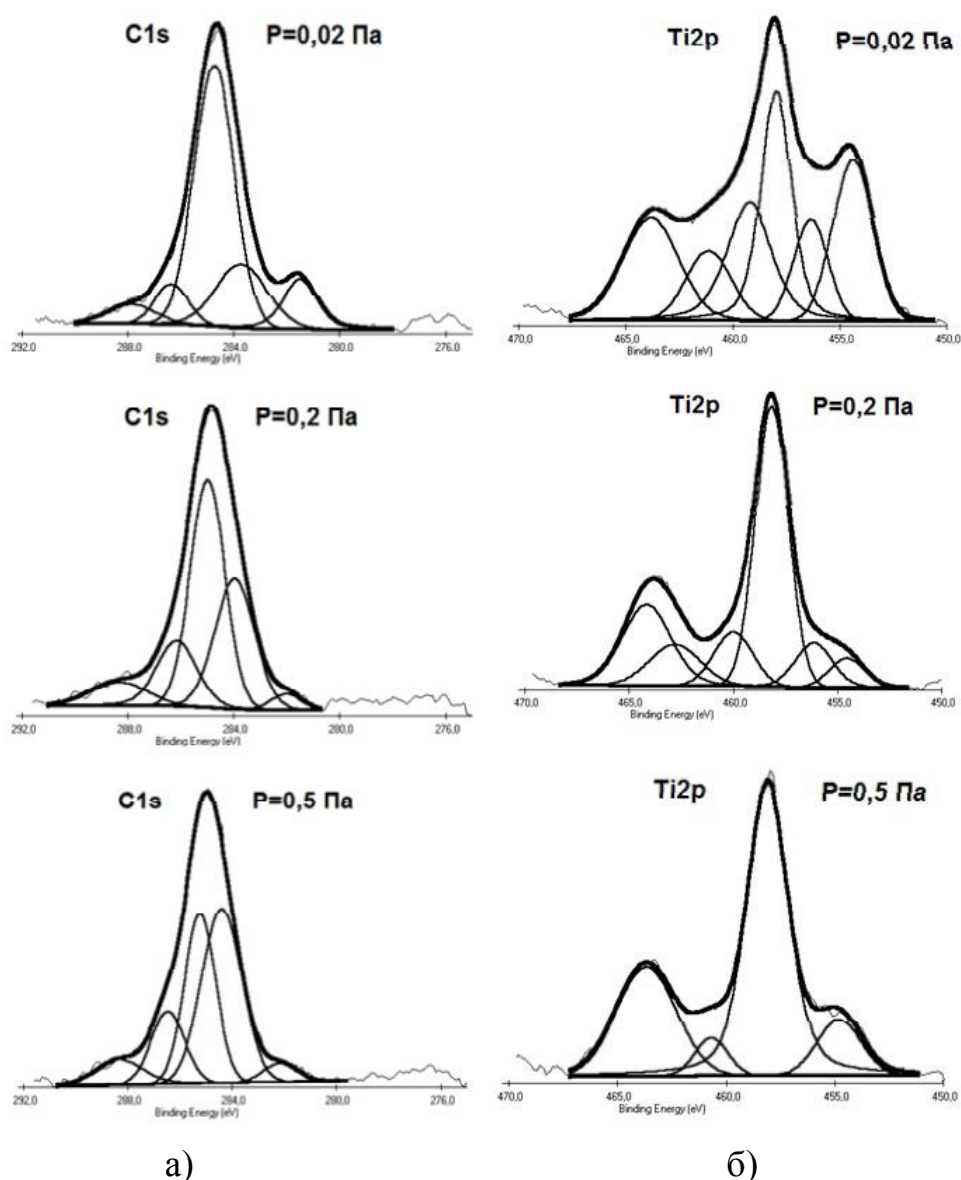 C1s P=0,02 Па
Ti2p P=0,02 Па
292,0 288,0 284,0 280,0 276,0
Binding Energy (eV)
470,0 465,0 460,0 455,0 450,0
Binding Energy (eV)
C1s P=0,2 Па
Ti2p P=0,2 Па
292,0 288,0 284,0 280,0 276,0
Binding Energy (eV)
470,0 465,0 460,0 455,0 450,0
Binding Energy (eV)
C1s P=0,5 Па
Ti2p P=0,5 Па
292,0 288,0 284,0 280,0 276,0
Binding Energy (eV)
470,0 465,0 460,0 455,0 450,0
Binding Energy (eV)
а)
б)